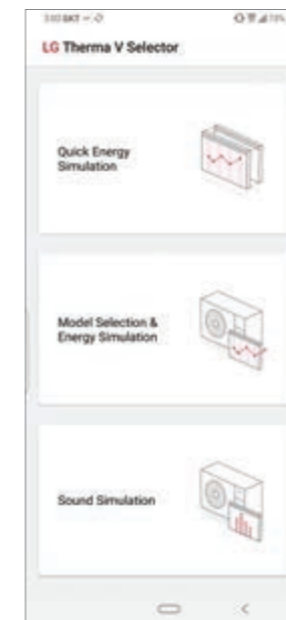 LG Therma V Selector
Quick Energy
Simulation
Model Selection &
Energy Simulation
Sound Simulation